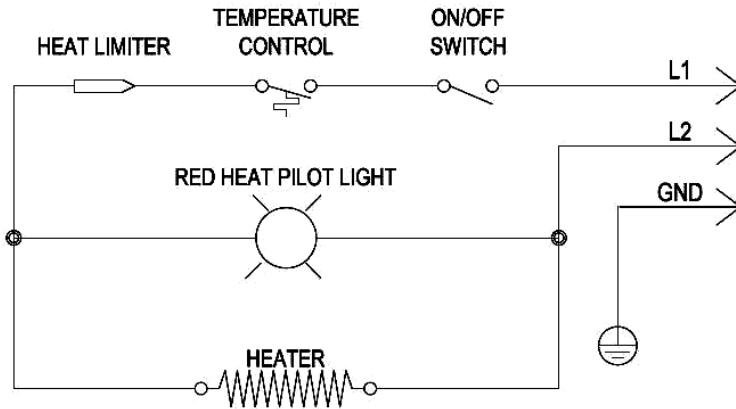 TEMPERATURE
CONTROL
ON/OFF
SWITCH
HEAT LIMITER
L1
L2
RED HEAT PILOT LIGHT
GND
HEATER